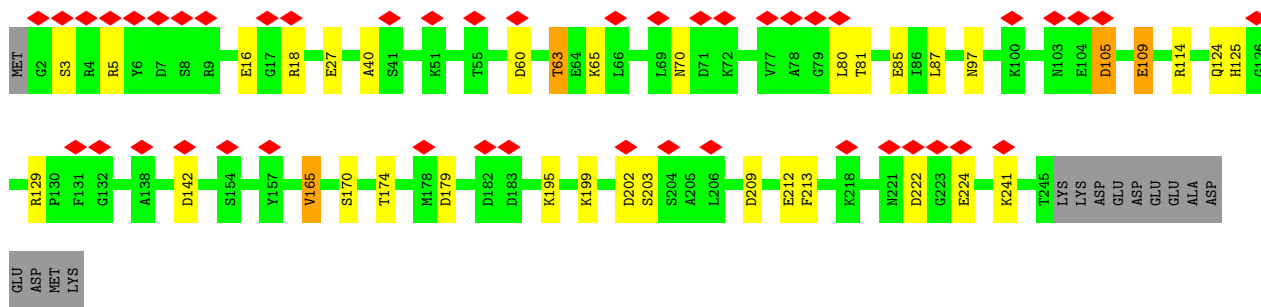 MET G2 S3 R4 R5 Y6 D7 S8 R9 E16 G17 R18 E27 A40 S41 K51 T55 D60 T63 E64 K65 L66 L69 N70 D71 K72 V77 A78 G79 L80 T81 E85 I86 L87 N97 K100 N103 E104 D105 E109 R114 Q124 H125 G126
R129 P130 F131 G132 A138 D142 S154 Y157 V165 S170 T174 M178 D179 D182 D183 K195 K199 D202 S203 S204 A205 L206 D209 E212 F213 K218 N221 D222 G223 E224 K241 T245 LYS LYS ASP GLU ASP GLU GLU ALA ASP
GLU ASP MET LYS